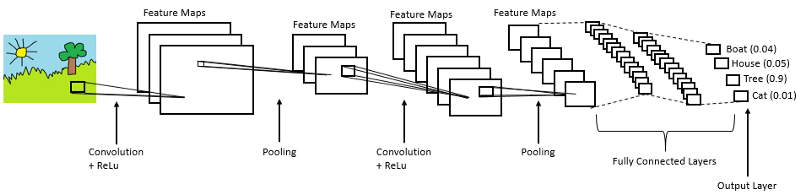 Feature Maps
Feature Maps
Feature Maps
Feature Maps
Boat (0.04)
House (0.05)
Tree (0.9)
Cat (0.01)
Convolution
+ ReLu
Pooling
Convolution
+ ReLu
Pooling
Fully Connected Layers
Output Layer